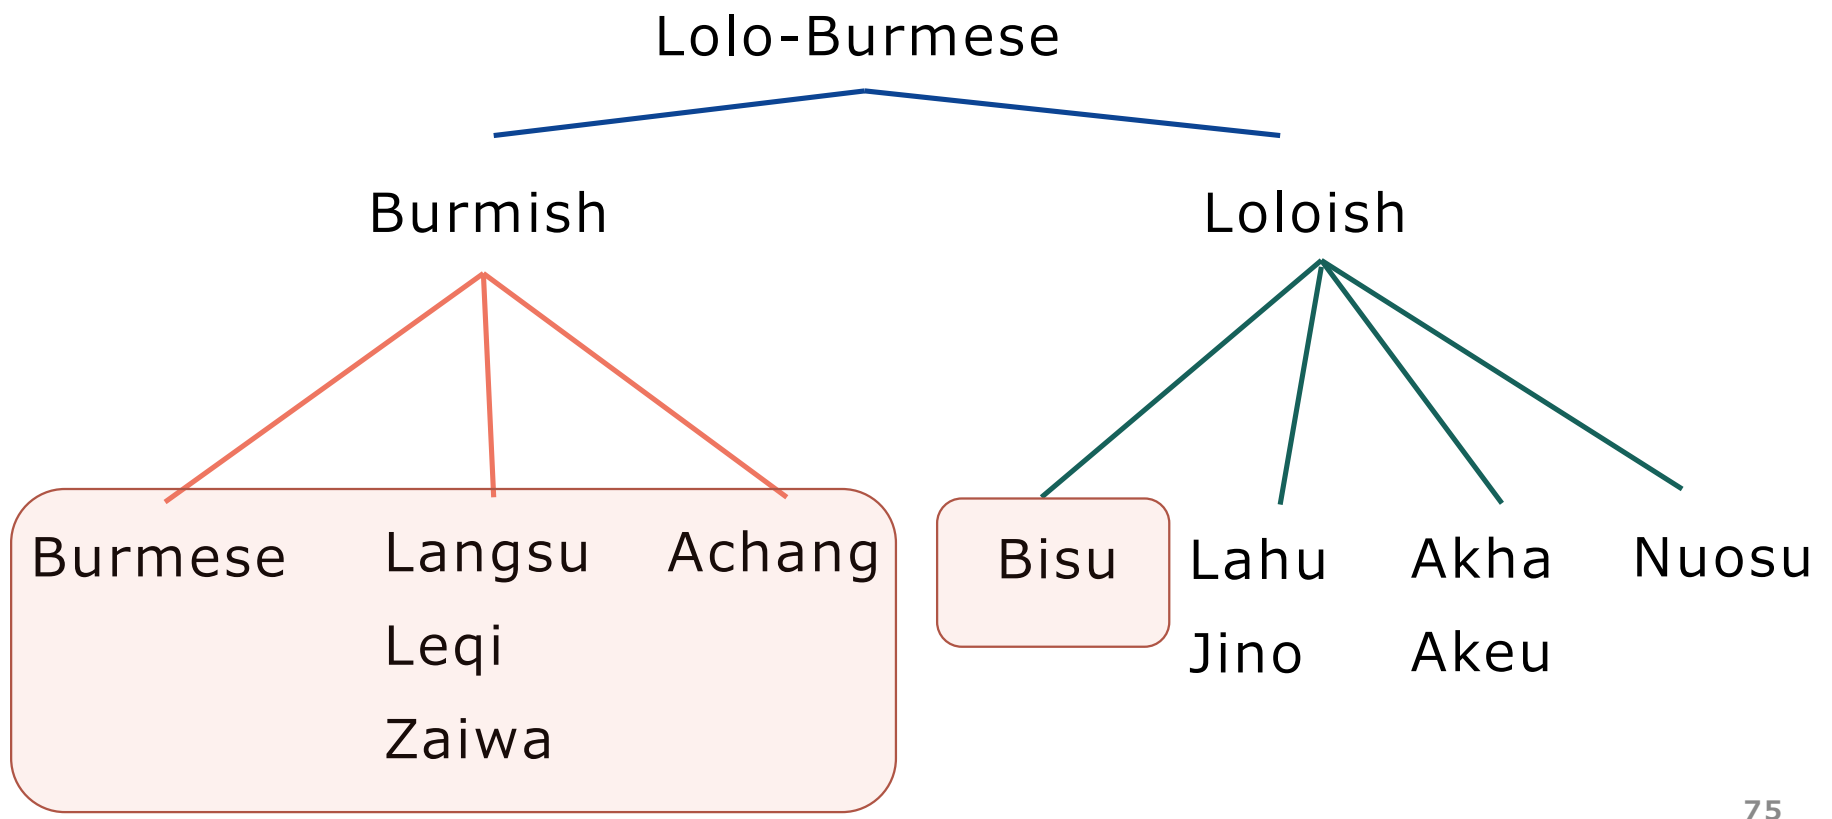 Lolo-Burmese
Burmish Loloish
Burmese Langsu Achang Bisu Lahu Akha Nuosu
Leqi Jino Akeu
Zaiwa
75